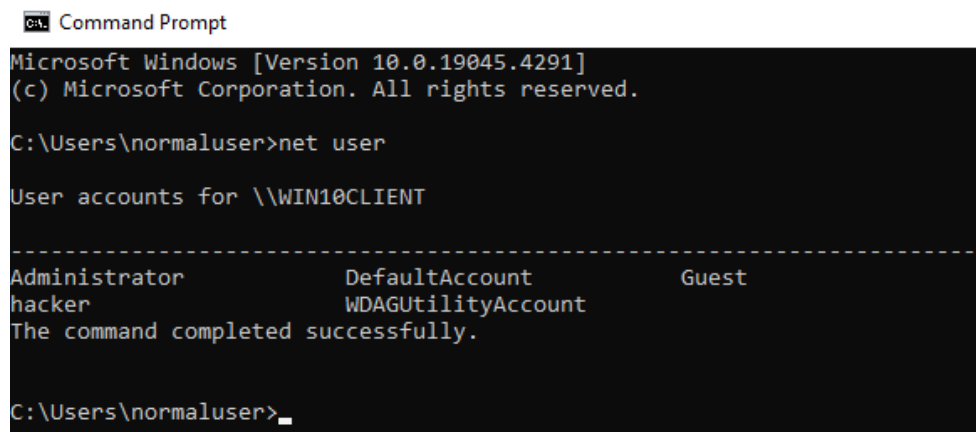 Command Prompt
Microsoft Windows [Version 10.0.19045.4291]
(c) Microsoft Corporation. All rights reserved.
C:\Users\normaluser>net user
User accounts for \\WIN10CLIENT
-------------------------------------------------------------------------------
Administrator            DefaultAccount           Guest
hacker                   WDAGUtilityAccount
The command completed successfully.
C:\Users\normaluser>_